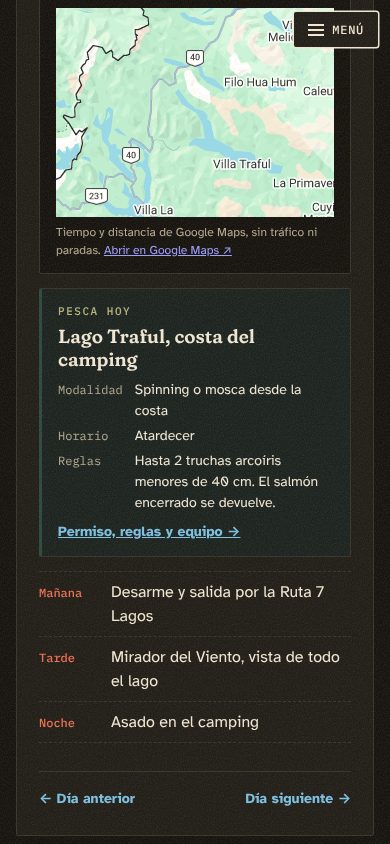 Vi
Melic
MENÚ
40
Filo Hua Hum
Caleu
40
Villa Traful
La Primaver
231
Villa La
Cuyi
Tiempo y distancia de Google Maps, sin tráfico ni
paradas. Abrir en Google Maps ↗
PESCA HOY
Lago Traful, costa del
camping
Modalidad Spinning o mosca desde la
costa
Horario Atardecer
Reglas Hasta 2 truchas arcoíris
menores de 40 cm. El salmón
encerrado se devuelve.
Permiso, reglas y equipo →
Mañana Desarme y salida por la Ruta 7
Lagos
Tarde Mirador del Viento, vista de todo
el lago
Noche Asado en el camping
← Día anterior Día siguiente →